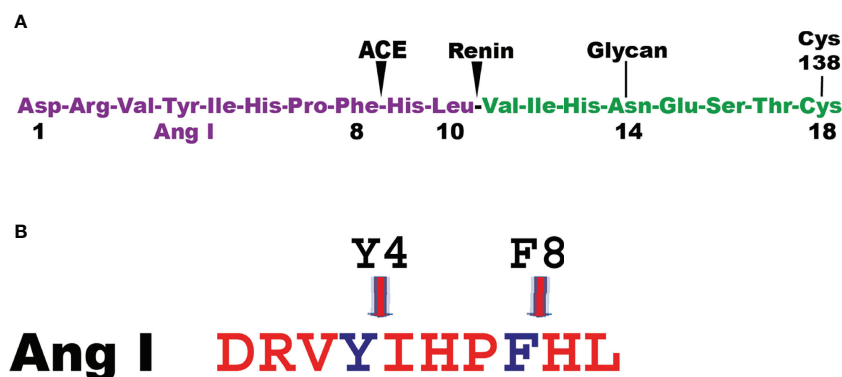 A
ACE Renin Glycan Cys
138
Asp-Arg-Val-Tyr-Ile-His-Pro-Phe-His-Leu-Val-Ile-His-Asn-Glu-Ser-Thr-Cys
1 Ang I 8 10 14 18
B
Y4 F8
Ang I DRVYIHPFHL